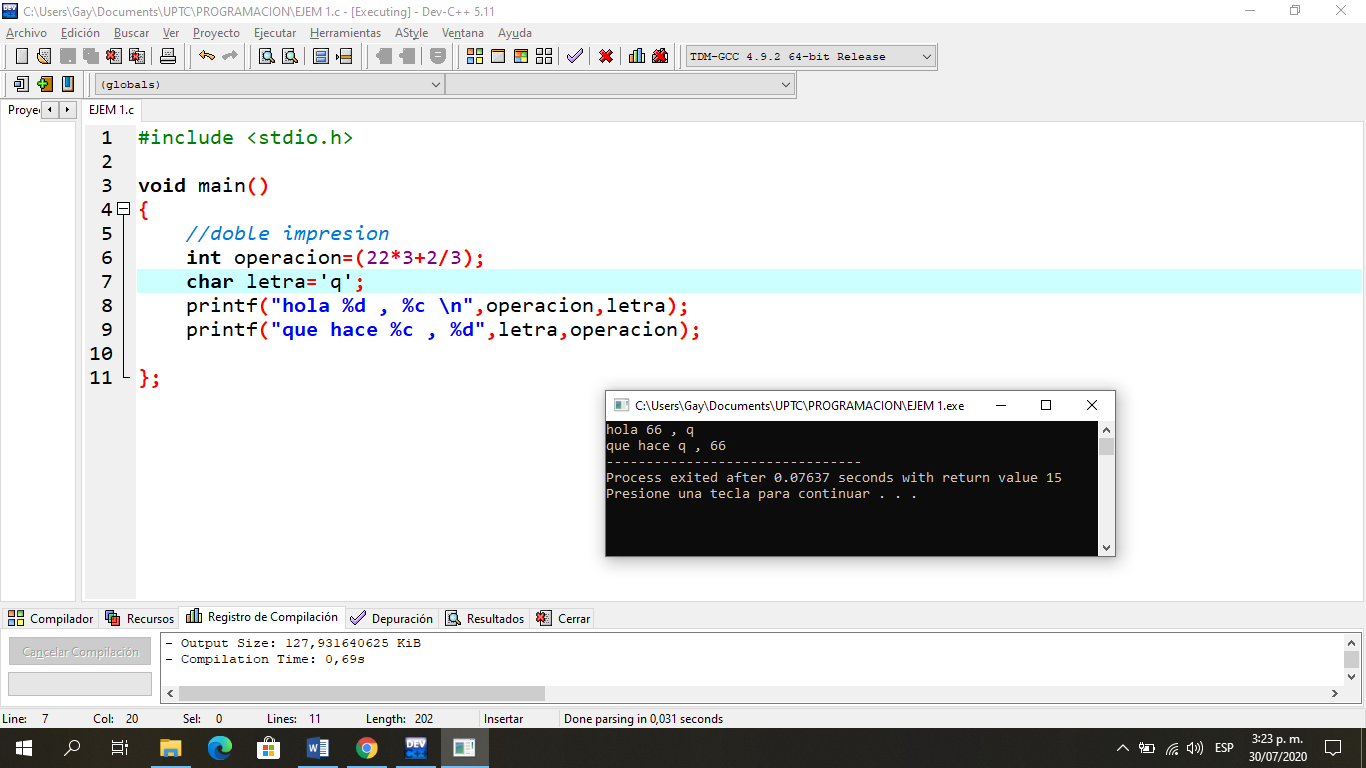 C:\Users\Gay\Documents\UPTC\PROGRAMACION\EJEM 1.c - [Executing] - Dev-C++ 5.11
Archivo Edición Buscar Ver Proyecto Ejecutar Herramientas AStyle Ventana Ayuda
TDM-GCC 4.9.2 64-bit Release
(globals)
Proye EJEM 1.c
1 #include <stdio.h>
2
3 void main()
4 {
5 //doble impresion
6 int operacion=(22*3+2/3);
7 char letra='q';
8 printf("hola %d , %c \n",operacion,letra);
9 printf("que hace %c , %d",letra,operacion);
10
11 };
C:\Users\Gay\Documents\UPTC\PROGRAMACION\EJEM 1.exe
hola 66 , q
que hace q , 66
--------------------------------
Process exited after 0.07637 seconds with return value 15
Presione una tecla para continuar . . .
Compilador Recursos Registro de Compilación Depuración Resultados Cerrar
Cancelar Compilación
- Output Size: 127,931640625 KiB
- Compilation Time: 0,69s
Line: 7 Col: 20 Sel: 0 Lines: 11 Length: 202 Insertar Done parsing in 0,031 seconds
DEV
W
ESP
3:23 p. m.
30/07/2020